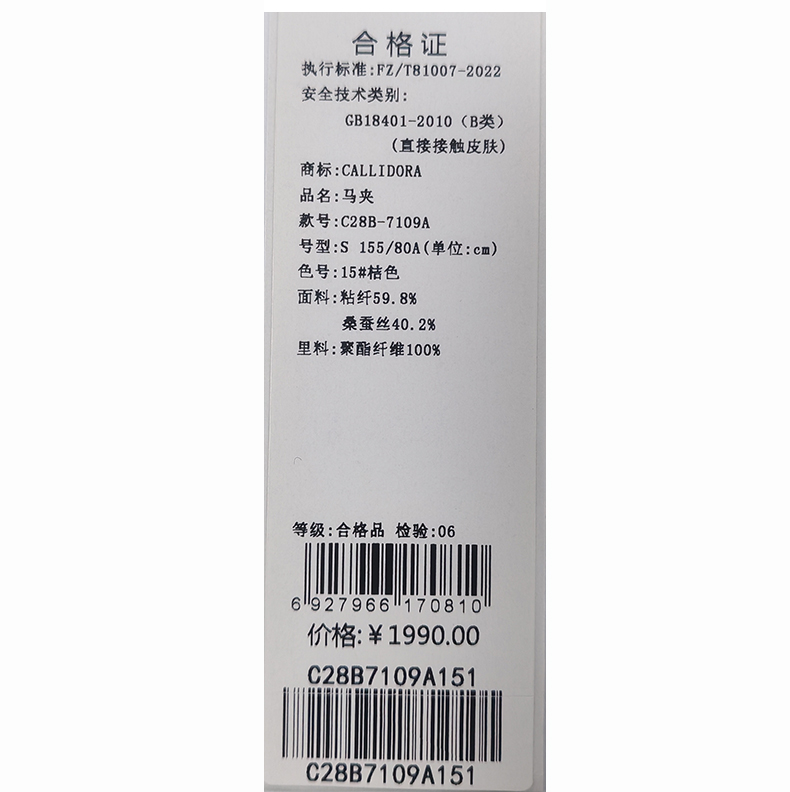 合格证
执行标准:FZ/T81007-2022
安全技术类别:
GB18401-2010（B类）
(直接接触皮肤)
商标:CALLIDORA
品名:马夹
款号:C28B-7109A
号型:S 155/80A(单位:cm)
色号:15#桔色
面料:粘纤59.8%
桑蚕丝40.2%
里料:聚酯纤维100%
等级:合格品 检验:06
6 927966 170810
价格:¥1990.00
C28B7109A151
C28B7109A151